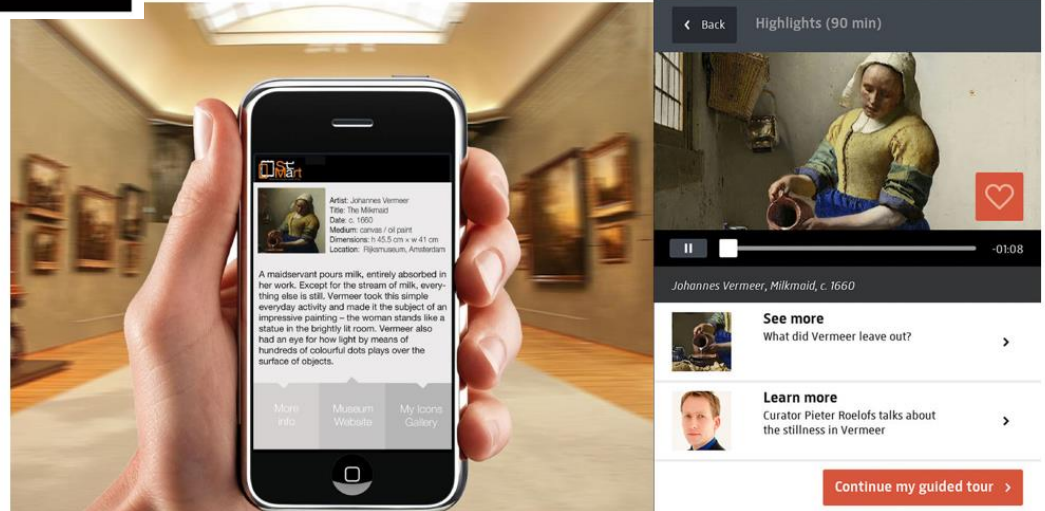 St
Mart
Artist: Johannes Vermeer
Title: The Milkmaid
Date: c. 1660
Medium: canvas / oil paint
Dimensions: h 45.5 cm × w 41 cm
Location: Rijksmuseum, Amsterdam
A maidservant pours milk, entirely absorbed in
her work. Except for the stream of milk, every-
thing else is still. Vermeer took this simple
everyday activity and made it the subject of an
impressive painting – the woman stands like a
statue in the brightly lit room. Vermeer also
had an eye for how light by means of
hundreds of colourful dots plays over the
surface of objects.
More
info
Museum
Website
My Icons
Gallery
Back
Highlights (90 min)
-01:08
Johannes Vermeer, Milkmaid, c. 1660
See more
What did Vermeer leave out?
Learn more
Curator Pieter Roelofs talks about
the stillness in Vermeer
Continue my guided tour